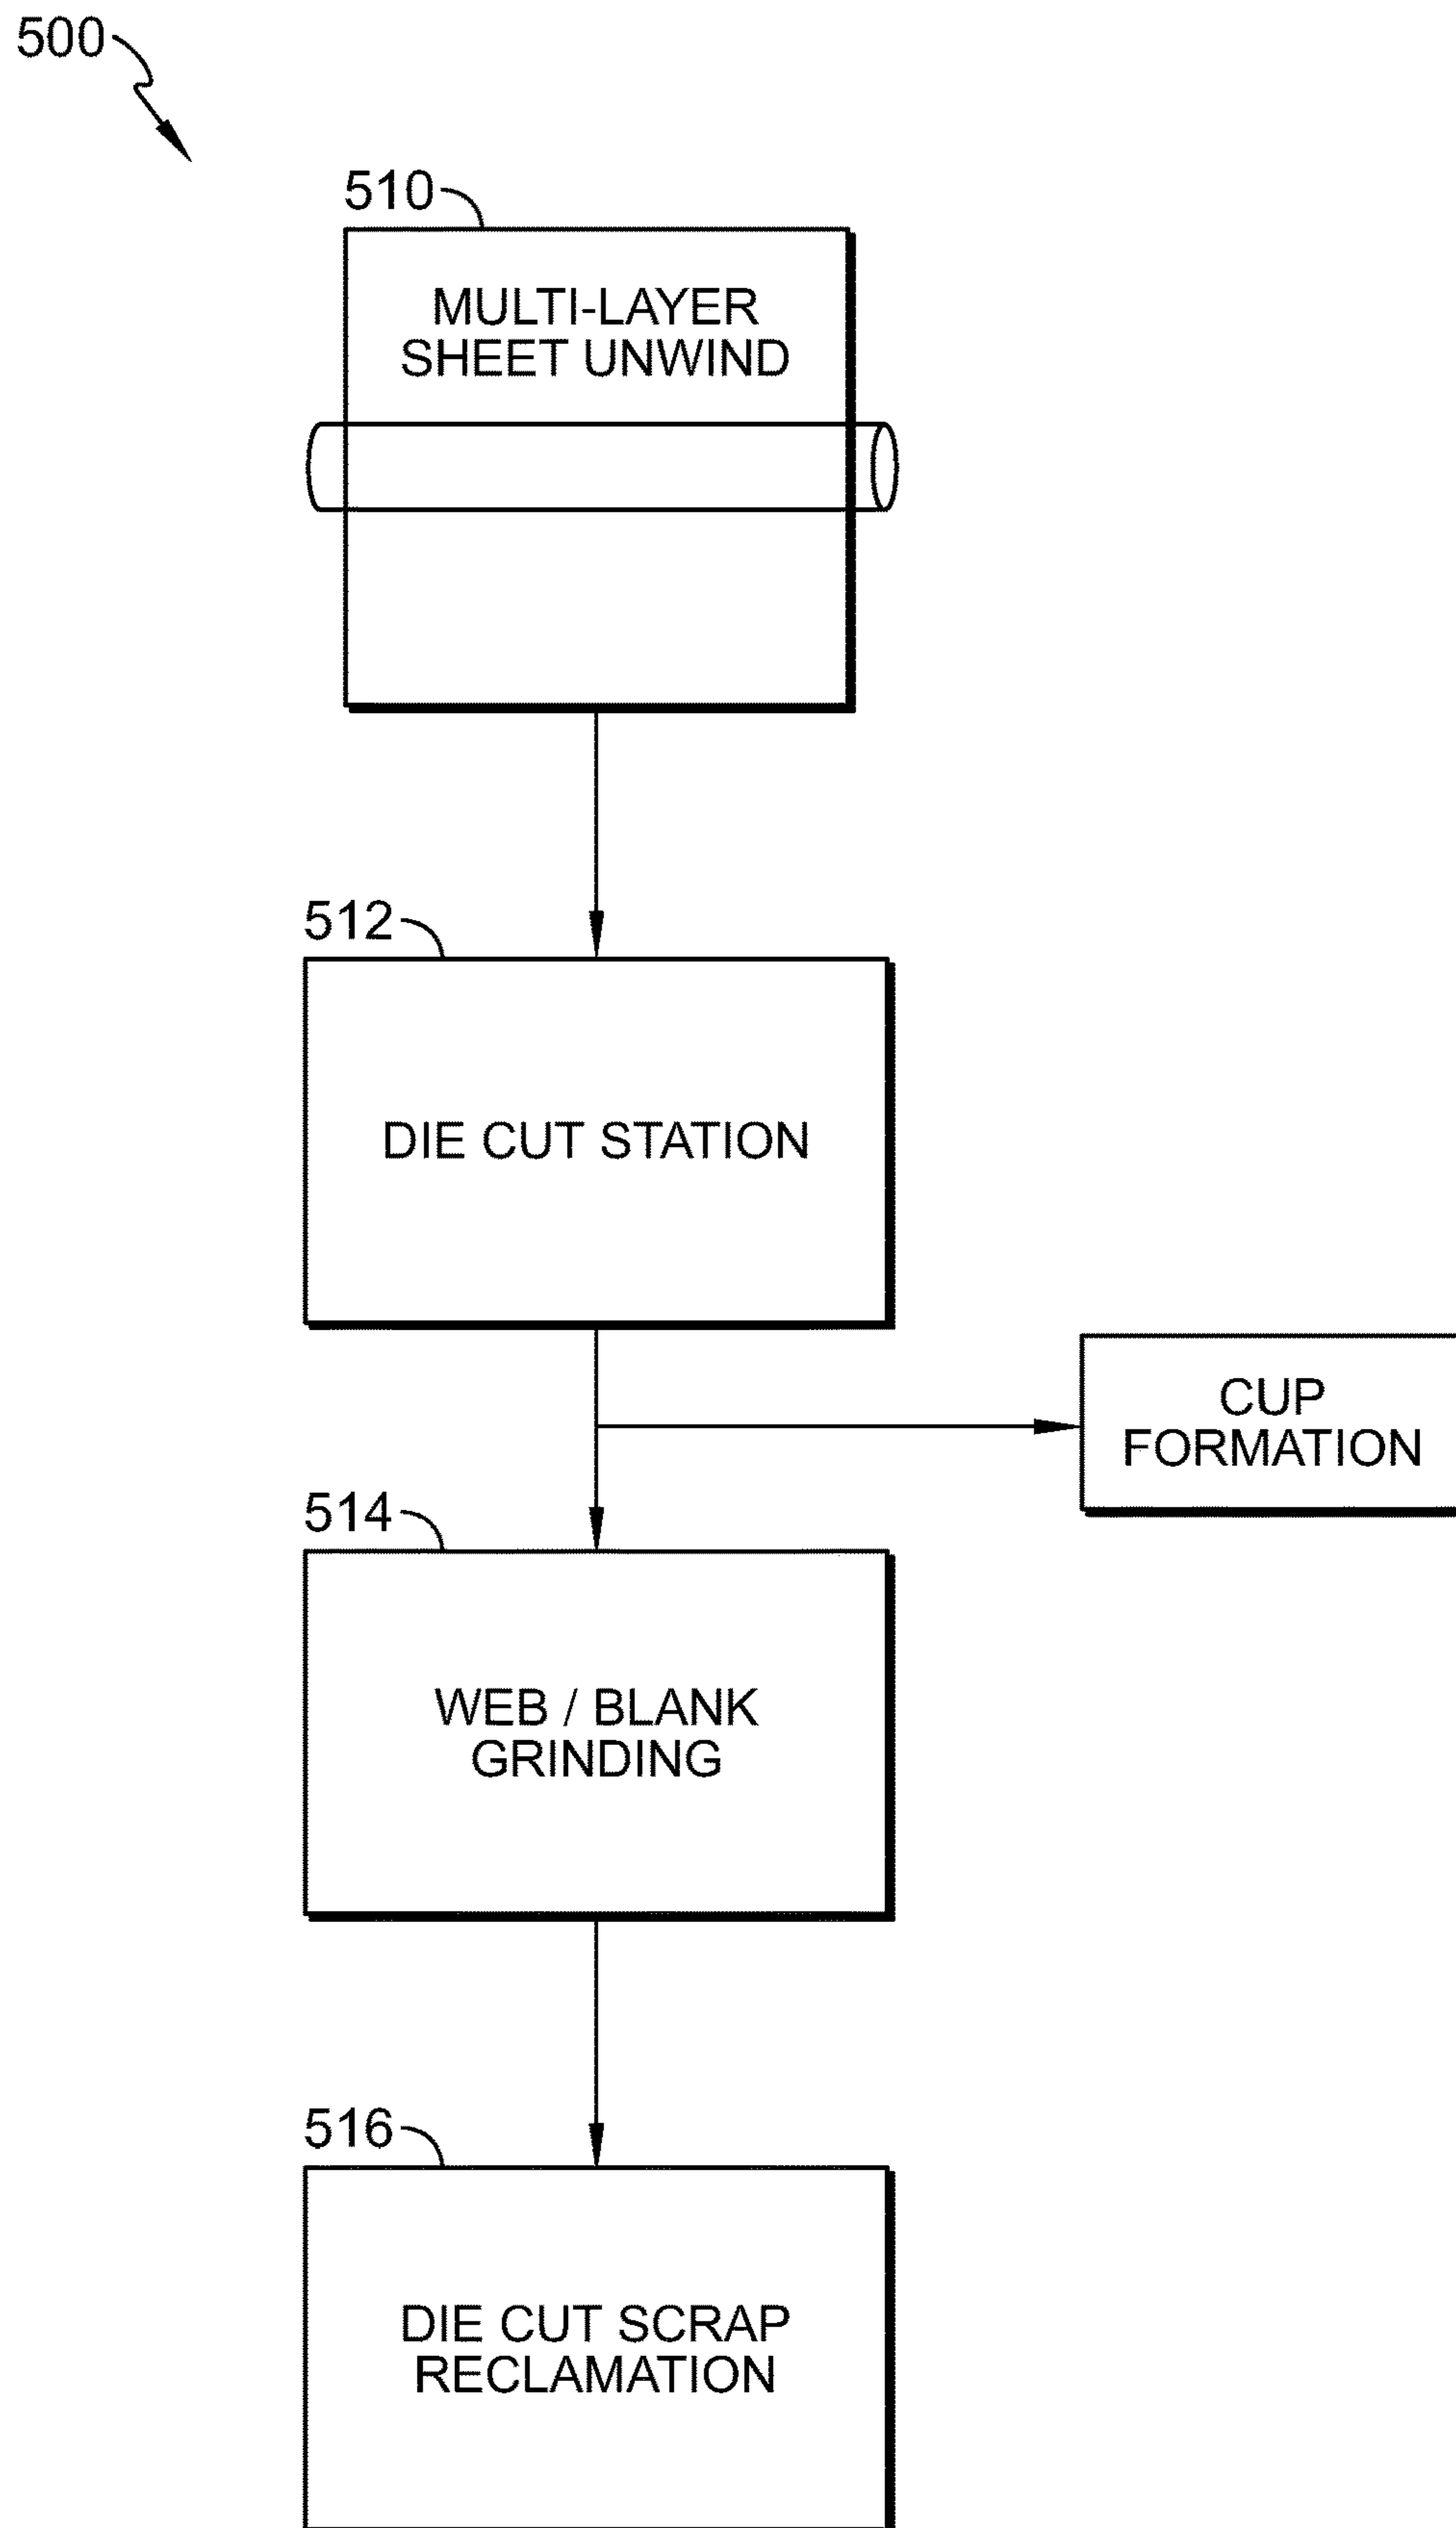 500
510
MULTI-LAYER
SHEET UNWIND
512
DIE CUT STATION
CUP
FORMATION
514
WEB / BLANK
GRINDING
516
DIE CUT SCRAP
RECLAMATION